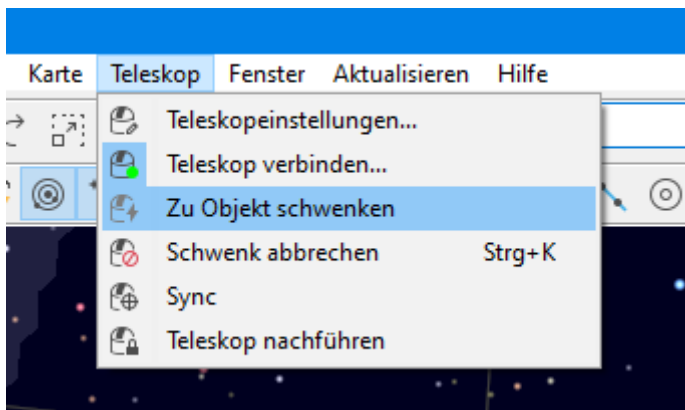 Karte Teleskop Fenster Aktualisieren Hilfe
Teleskopeinstellungen...
Teleskop verbinden...
Zu Objekt schwenken
Schwenk abbrechen Strg+K
Sync
Teleskop nachführen